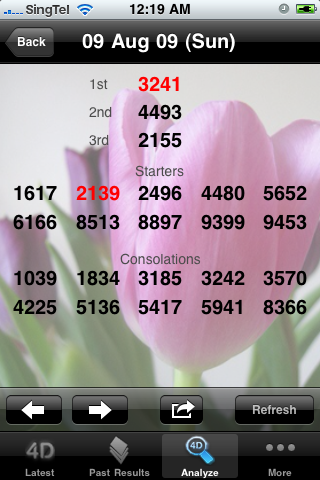 SingTel 12:19 AM
Back 09 Aug 09 (Sun)
1st 3241
2nd 4493
3rd 2155
Starters
1617 2139 2496 4480 5652
6166 8513 8897 9399 9453
Consolations
1039 1834 3185 3242 3570
4225 5136 5417 5941 8366
Refresh
4D 4D
Latest Past Results Analyze More